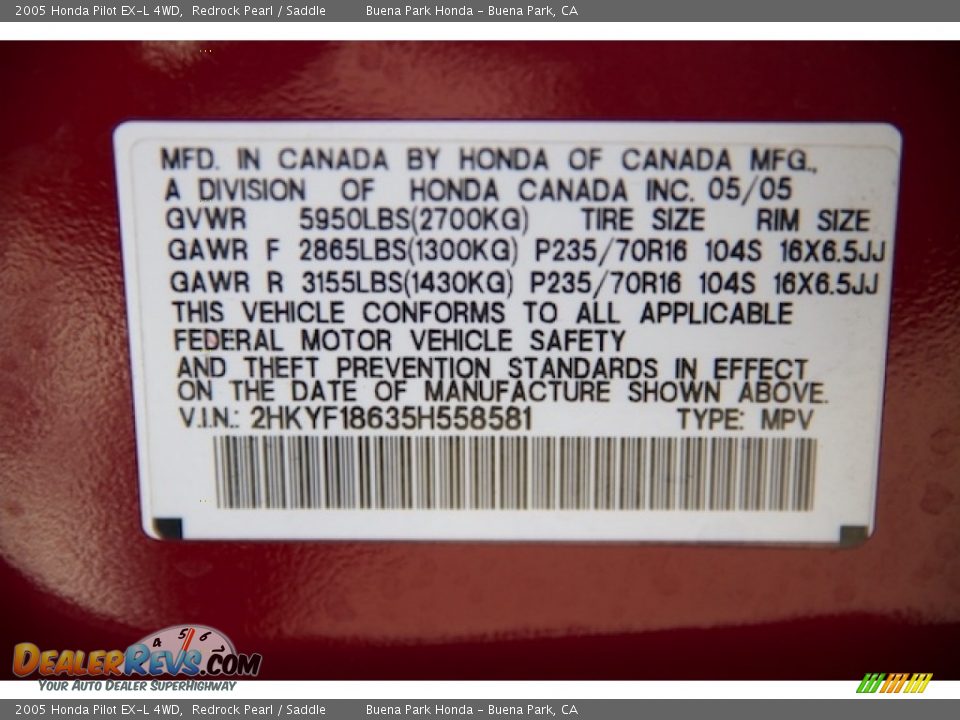 2005 Honda Pilot EX-L 4WD, Redrock Pearl / Saddle Buena Park Honda - Buena Park, CA
MFD. IN CANADA BY HONDA OF CANADA MFG.,
A DIVISION OF HONDA CANADA INC. 05/05
GVWR 5950LBS(2700KG) TIRE SIZE RIM SIZE
GAWR F 2865LBS(1300KG) P235/70R16 104S 16X6.5JJ
GAWR R 3155LBS(1430KG) P235/70R16 104S 16X6.5JJ
THIS VEHICLE CONFORMS TO ALL APPLICABLE
FEDERAL MOTOR VEHICLE SAFETY
AND THEFT PREVENTION STANDARDS IN EFFECT
ON THE DATE OF MANUFACTURE SHOWN ABOVE.
V.I.N.: 2HKYF18635H558581 TYPE: MPV
4 5 6
DEALERREVS.COM
YOUR AUTO DEALER SUPERHIGHWAY
2005 Honda Pilot EX-L 4WD, Redrock Pearl / Saddle Buena Park Honda - Buena Park, CA